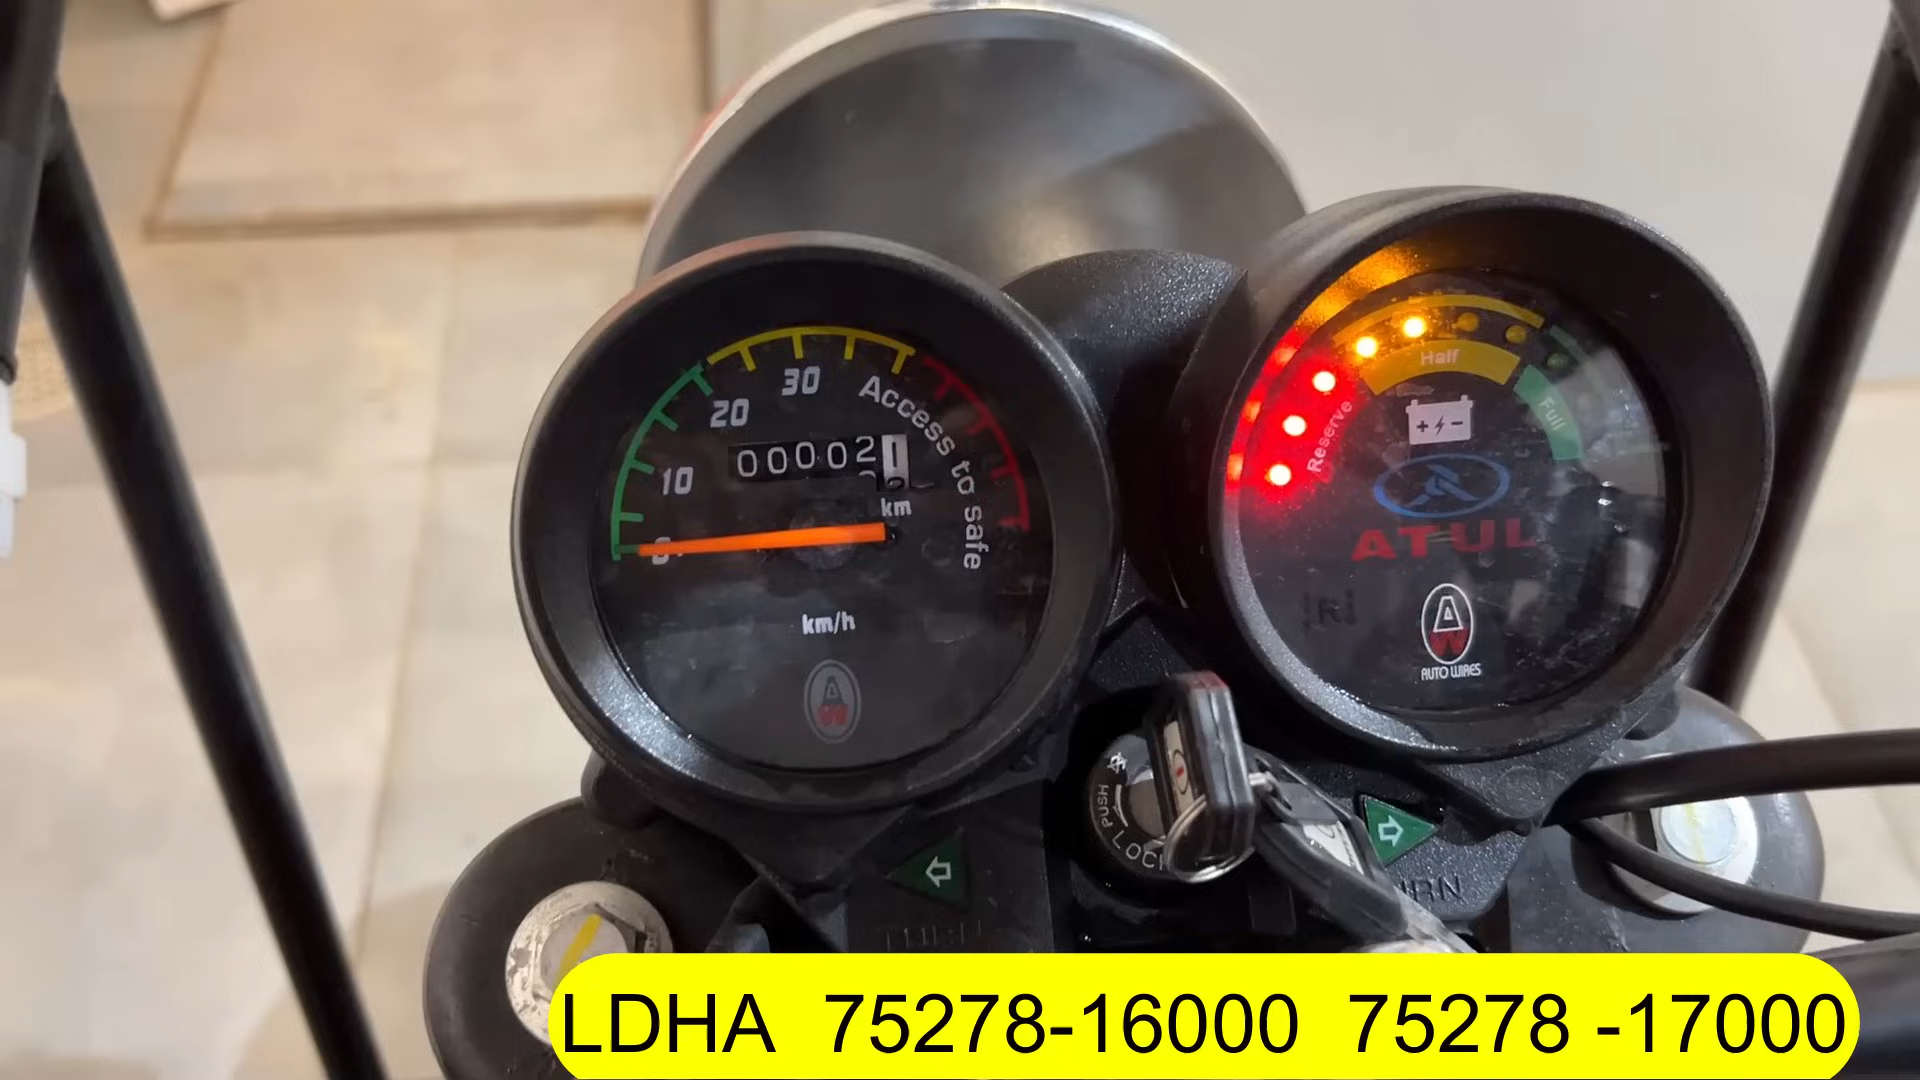 30
20
10
Access to safe
000021
km
km/h
Half
Reserve
Full
ATUL
R
AUTO WIRES
PUSH
LOCK
LDHA 75278-16000 75278 -17000